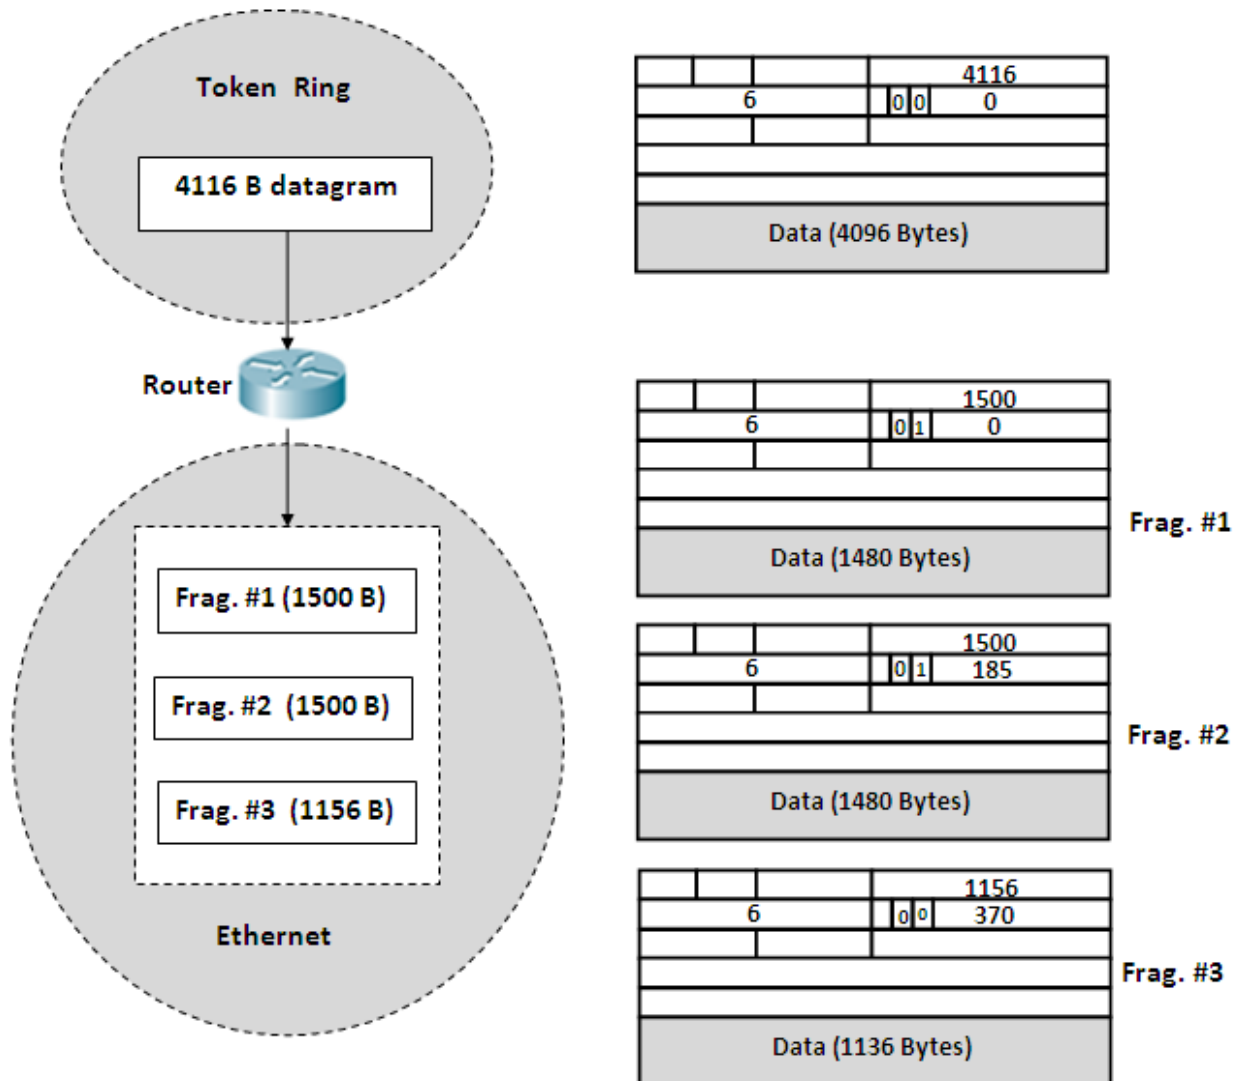 Token Ring
4116 B datagram
Router
Frag. #1 (1500 B)
Frag. #2 (1500 B)
Frag. #3 (1156 B)
Ethernet
4116
6 0 0 0
Data (4096 Bytes)
1500
6 0 1 0
Data (1480 Bytes)
Frag. #1
1500
6 0 1 185
Data (1480 Bytes)
Frag. #2
1156
6 0 0 370
Data (1136 Bytes)
Frag. #3